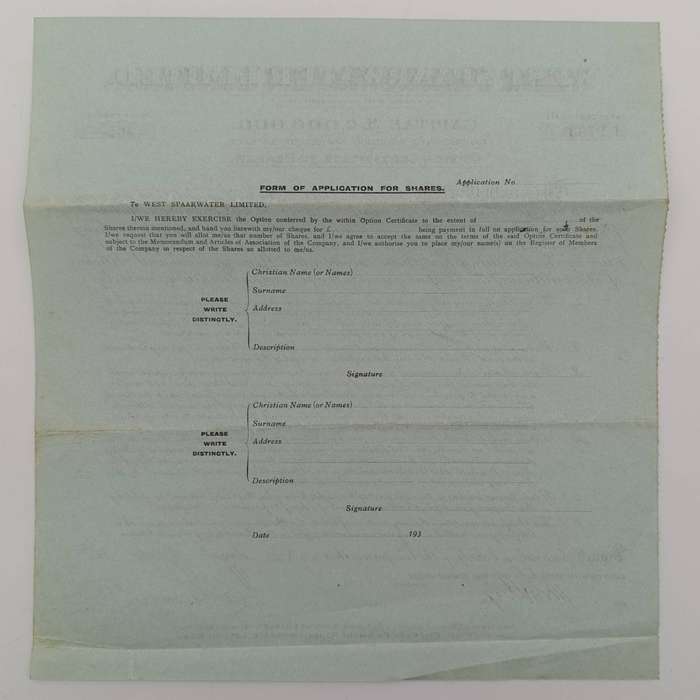 FORM OF APPLICATION FOR SHARES.
Application No
To WEST SPAARWATER LIMITED,
I/WE HEREBY EXERCISE the Option conferred by the within Option Certificate to the extent of of the
Shares therein mentioned, and hand you herewith my/our cheque for £ being payment in full on application for such Shares.
I/we request that you will allot me/us that number of Shares, and I/we agree to accept the same on the terms of the said Option Certificate and
subject to the Memorandum and Articles of Association of the Company, and I/we authorise you to place my/our name(s) on the Register of Members
of the Company in respect of the Shares so allotted to me/us.
Christian Name (or Names)
Surname
PLEASE
WRITE
DISTINCTLY.
Address
Description
Signature
Christian Name (or Names)
Surname
PLEASE
WRITE
DISTINCTLY.
Address
Description
Signature
Date 193